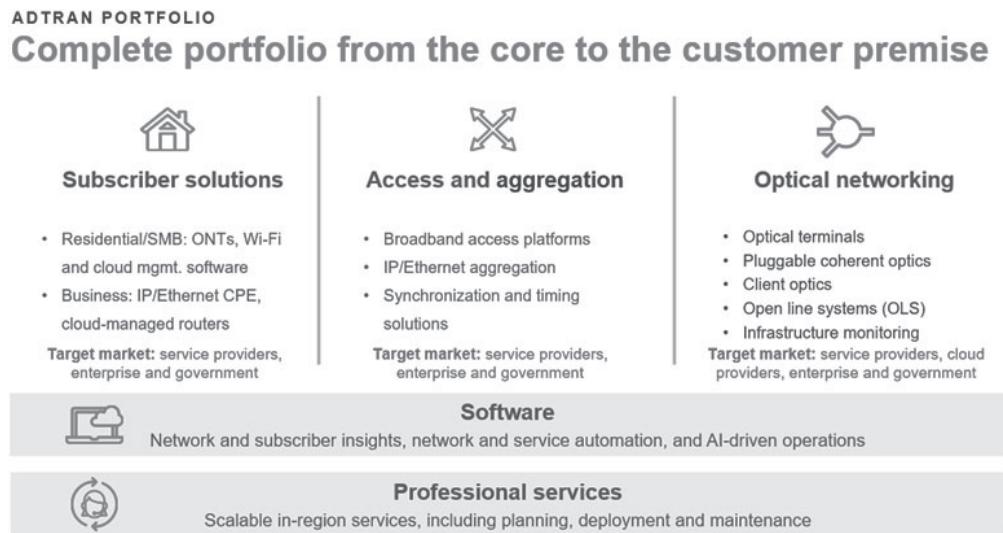 ADTRAN PORTFOLIO
Complete portfolio from the core to the customer premise
Subscriber solutions
• Residential/SMB: ONTs, Wi-Fi
and cloud mgmt. software
• Business: IP/Ethernet CPE,
cloud-managed routers
Target market: service providers,
enterprise and government
Access and aggregation
• Broadband access platforms
• IP/Ethernet aggregation
• Synchronization and timing
solutions
Target market: service providers,
enterprise and government
Optical networking
• Optical terminals
• Pluggable coherent optics
• Client optics
• Open line systems (OLS)
• Infrastructure monitoring
Target market: service providers, cloud
providers, enterprise and government
Software
Network and subscriber insights, network and service automation, and AI-driven operations
Professional services
Scalable in-region services, including planning, deployment and maintenance